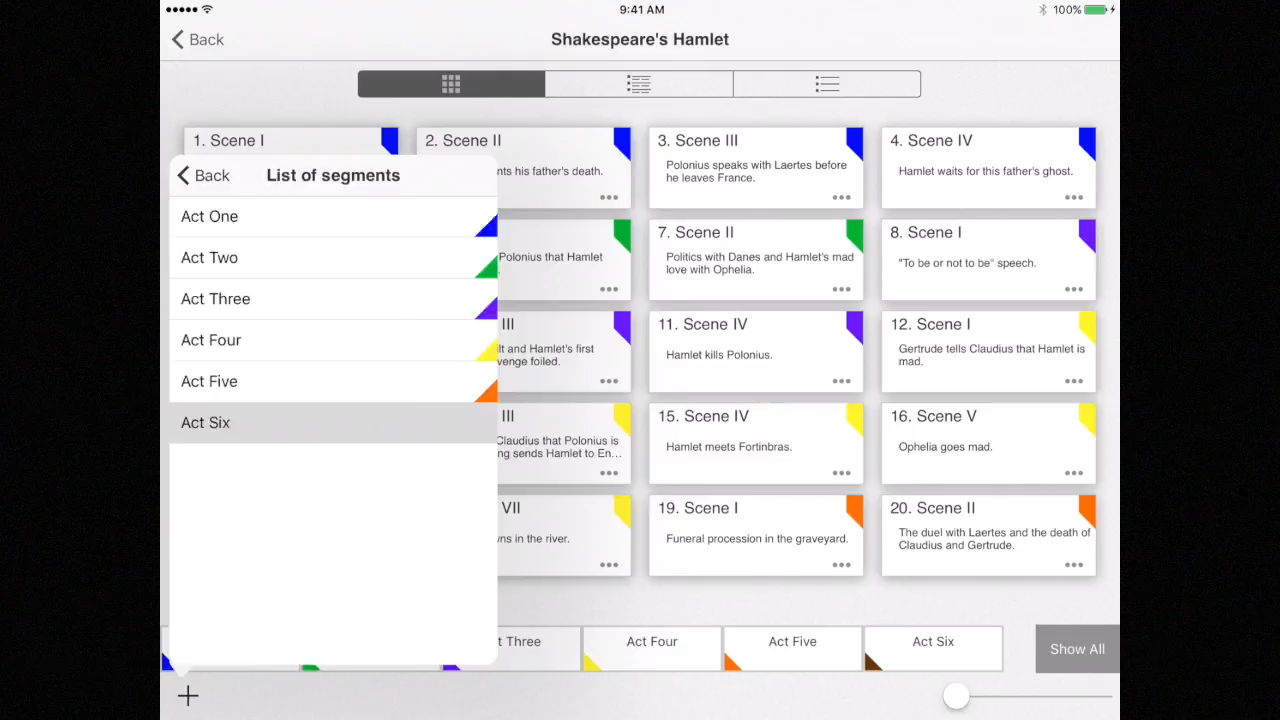 9:41 AM
100%
Back
Shakespeare's Hamlet
1. Scene I
2. Scene II
nts his father's death.
3. Scene III
Polonius speaks with Laertes before
he leaves France.
4. Scene IV
Hamlet waits for this father's ghost.
Back
List of segments
Act One
Act Two
Act Three
Act Four
Act Five
Act Six
Polonius that Hamlet
7. Scene II
Politics with Danes and Hamlet's mad
love with Ophelia.
8. Scene I
"To be or not to be" speech.
III
lt and Hamlet's first
venge foiled.
11. Scene IV
Hamlet kills Polonius.
12. Scene I
Gertrude tells Claudius that Hamlet is
mad.
III
Claudius that Polonius is
ng sends Hamlet to En...
15. Scene IV
Hamlet meets Fortinbras.
16. Scene V
Ophelia goes mad.
VII
wns in the river.
19. Scene I
Funeral procession in the graveyard.
20. Scene II
The duel with Laertes and the death of
Claudius and Gertrude.
t Three
Act Four
Act Five
Act Six
Show All